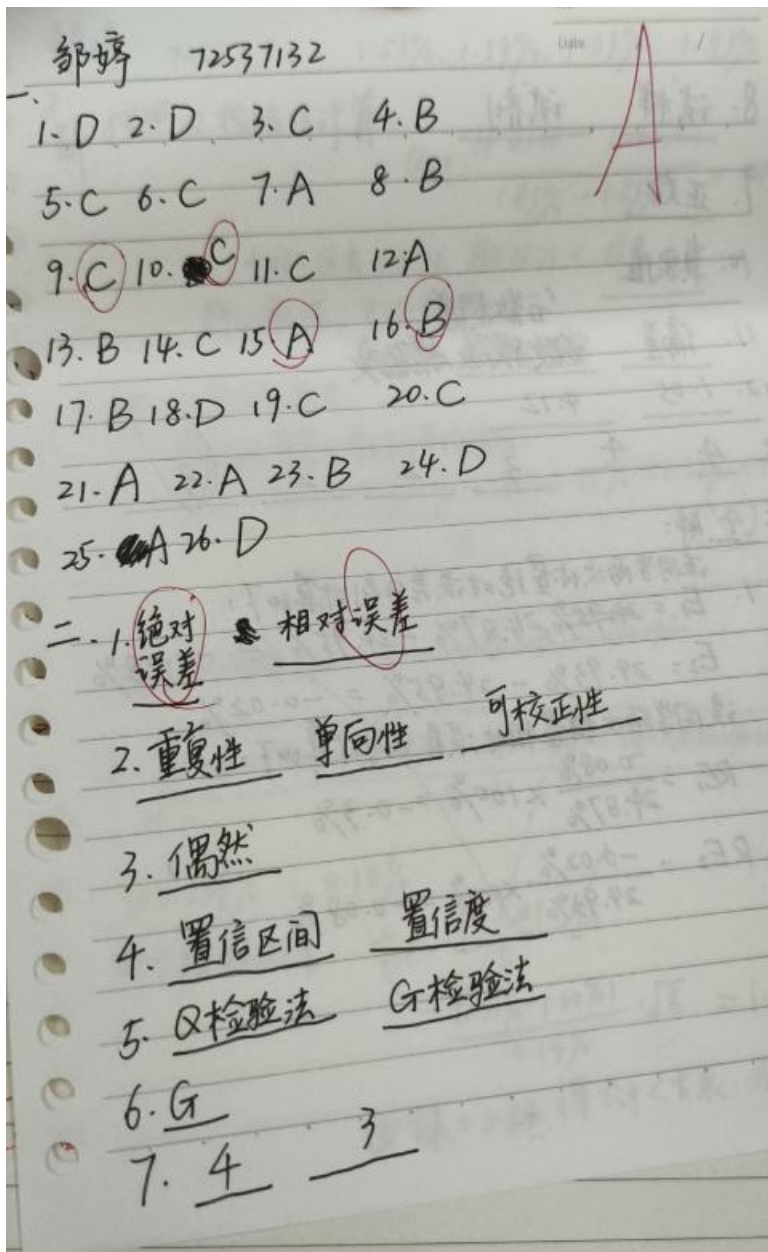 邹婷 72537132
A
一、
1. D 2. D 3. C 4. B
5. C 6. C 7. A 8. B
9. C 10. C 11. C 12 A
13. B 14. C 15 A 16. B
17. B 18. D 19. C 20. C
21. A 22. A 23. B 24. D
25. A 26. D
二. 1. 绝对误差 相对误差
2. 重复性 单向性 可校正性
3. 偶然
4. 置信区间 置信度
5. Q检验法 G检验法
6. G
7. 4 3